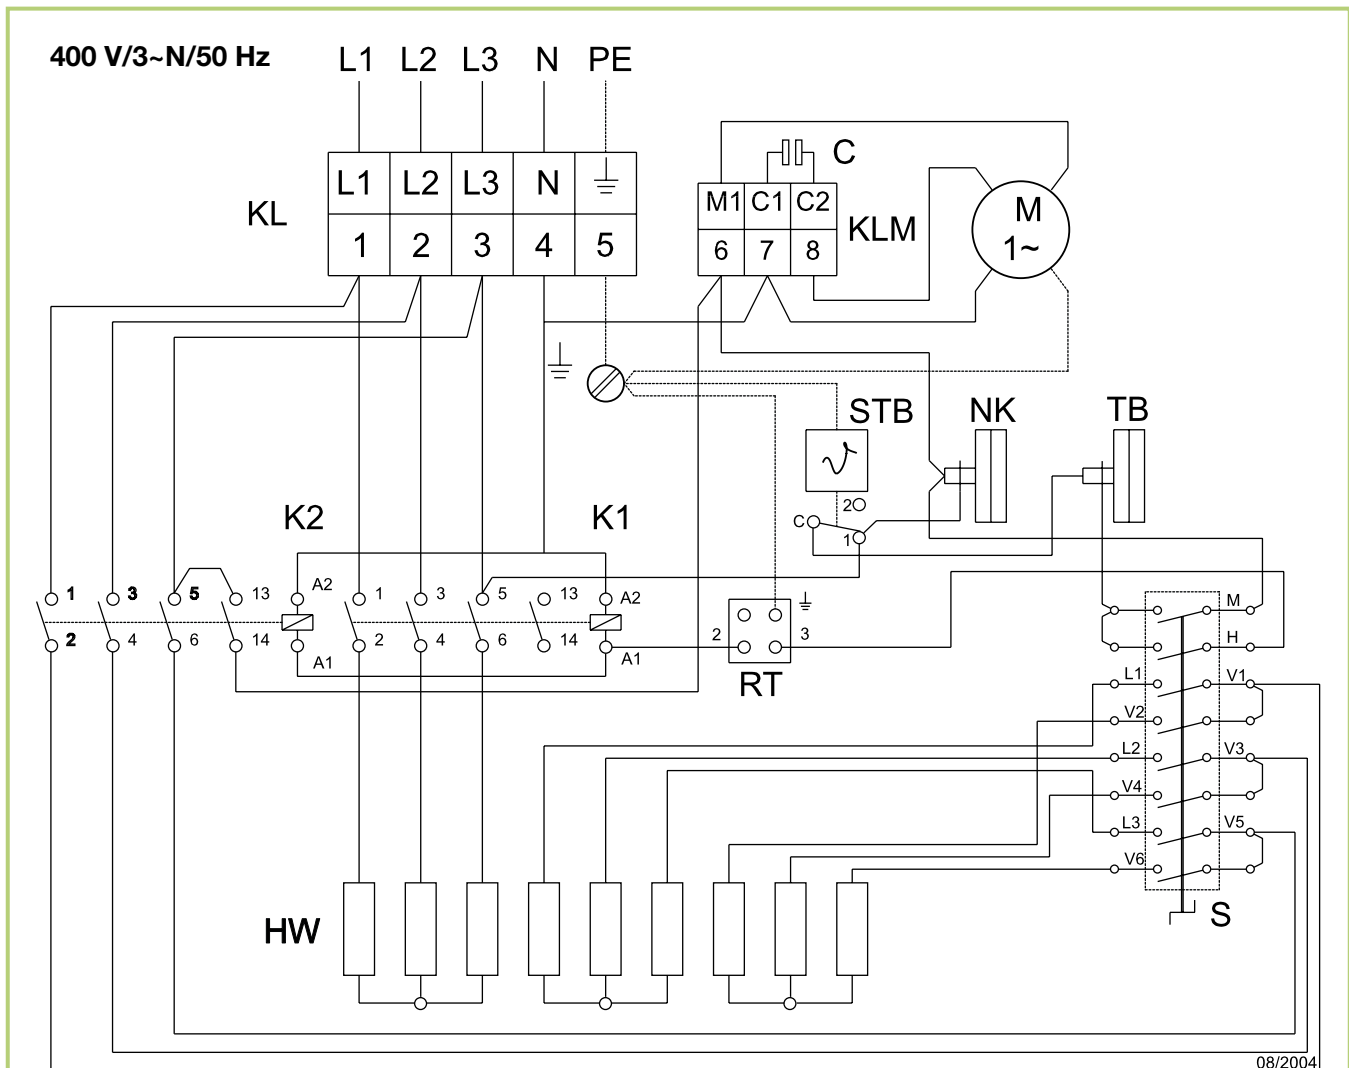 400 V/3~N/50 Hz
L1 L2 L3 N PE
C
L1 L2 L3 N
M1 C1 C2
M
1~
KL
KLM
1 2 3 4 5
6 7 8
STB NK TB
2
C
1
K2 K1
1 3 5 13 A2 1 3 5 13 A2
2 4 6 14 A1 2 4 6 14 A1
2 3
RT
M
H
L1 V1
V2
L2 V3
V4
L3 V5
V6
HW
S
08/2004